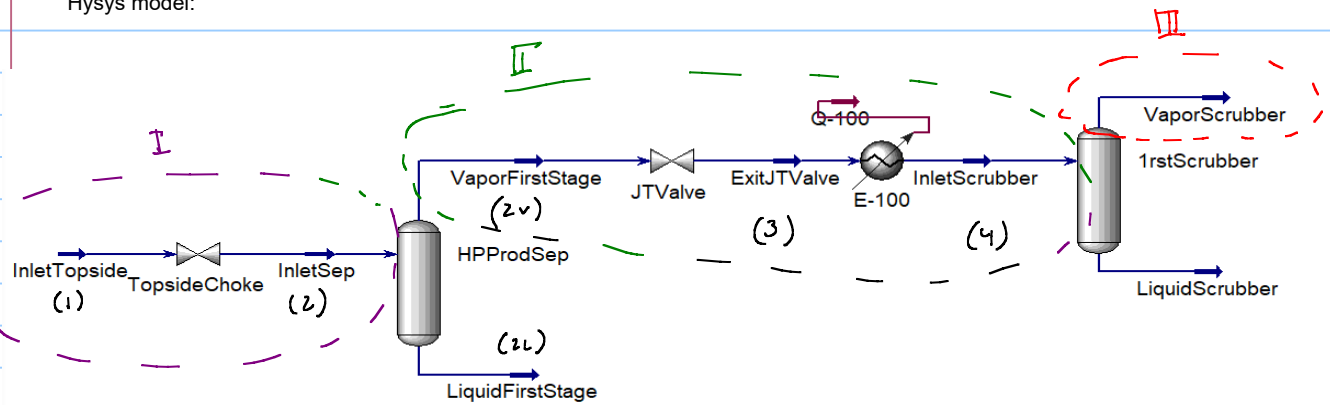 Hysys model:
III
II
I
Q-100
VaporScrubber
1rstScrubber
VaporFirstStage
JTValve
ExitJTValve
E-100
InletScrubber
(2v)
(3)
(4)
HPProdSep
InletTopside
TopsideChoke
InletSep
(1)
(2)
LiquidScrubber
(2L)
LiquidFirstStage